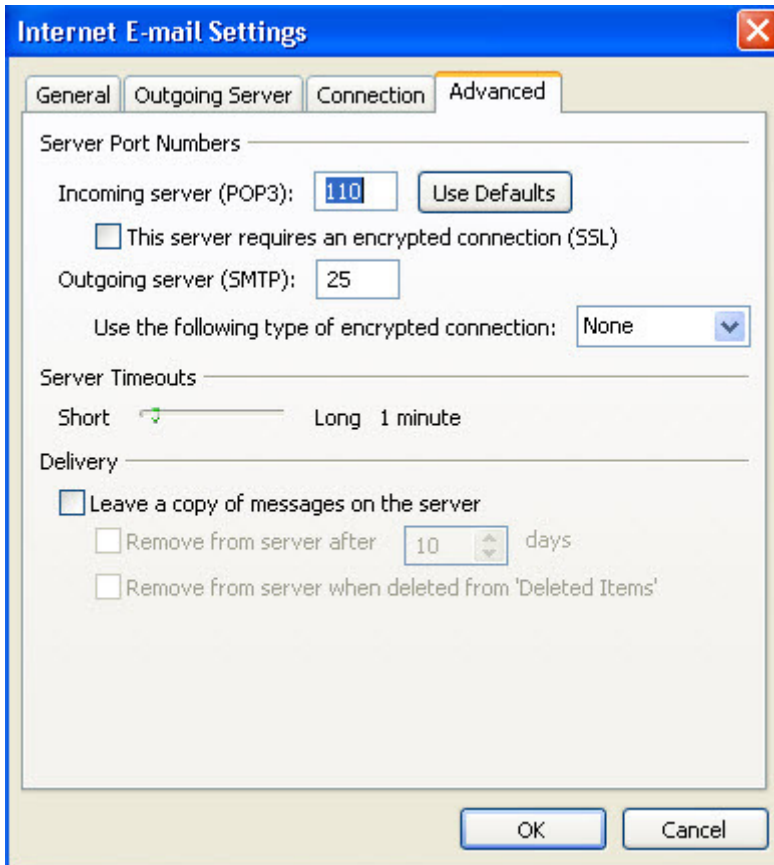 Internet E-mail Settings
General Outgoing Server Connection Advanced
Server Port Numbers
Incoming server (POP3): 110 Use Defaults
This server requires an encrypted connection (SSL)
Outgoing server (SMTP): 25
Use the following type of encrypted connection: None
Server Timeouts
Short Long 1 minute
Delivery
Leave a copy of messages on the server
Remove from server after 10 days
Remove from server when deleted from 'Deleted Items'
OK Cancel